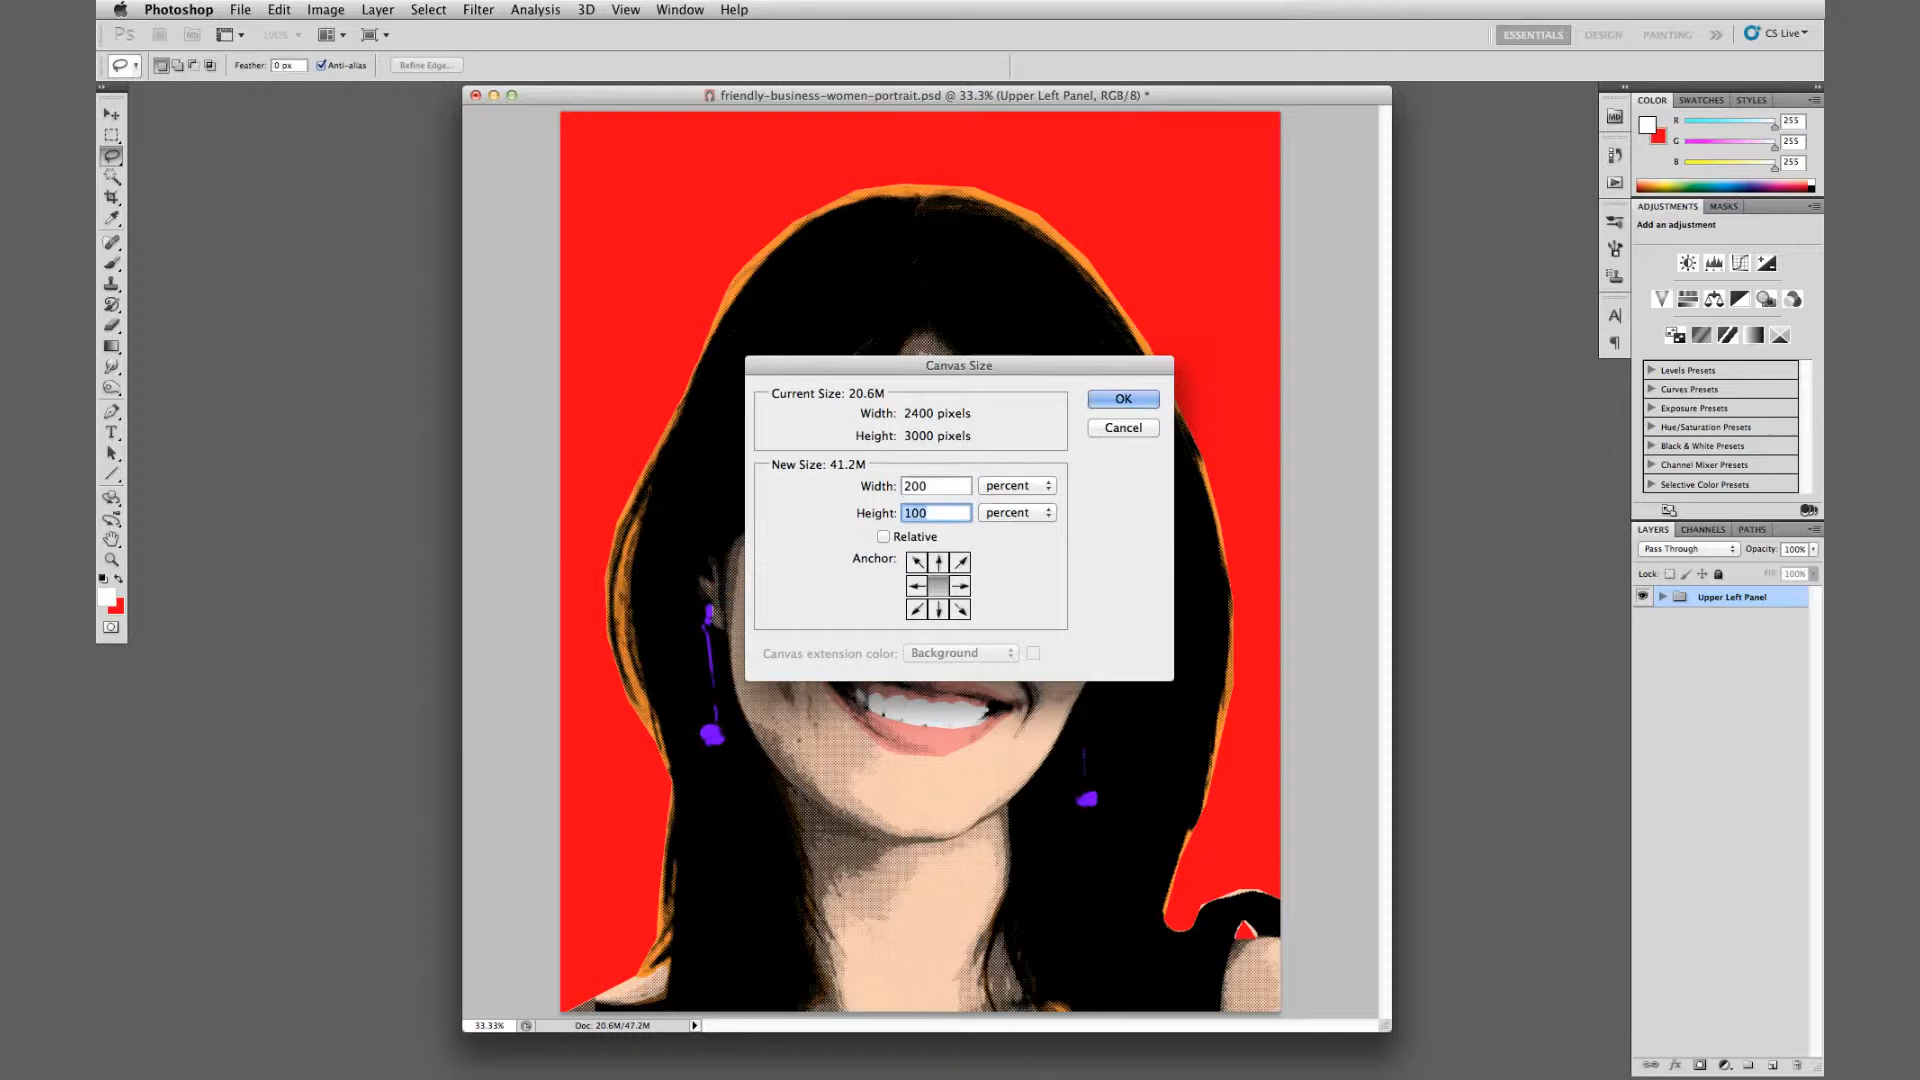 Photoshop File Edit Image Layer Select Filter Analysis 3D View Window Help
Ps Br Mb 100% ESSENTIALS DESIGN PAINTING CS Live
Feather: 0 px Anti-alias Refine Edge...
friendly-business-women-portrait.psd @ 33.3% (Upper Left Panel, RGB/8) *
COLOR SWATCHES STYLES
Mb
R 255
G 255
B 255
ADJUSTMENTS MASKS
Add an adjustment
Levels Presets
Curves Presets
Exposure Presets
Hue/Saturation Presets
Black & White Presets
Channel Mixer Presets
Selective Color Presets
LAYERS CHANNELS PATHS
Pass Through Opacity: 100%
Lock: Fill: 100%
Upper Left Panel
Canvas Size
Current Size: 20.6M
Width: 2400 pixels
Height: 3000 pixels
OK
Cancel
New Size: 41.2M
Width: 200 percent
Height: 100 percent
Relative
Anchor:
Canvas extension color: Background
33.33% Doc: 20.6M/47.2M